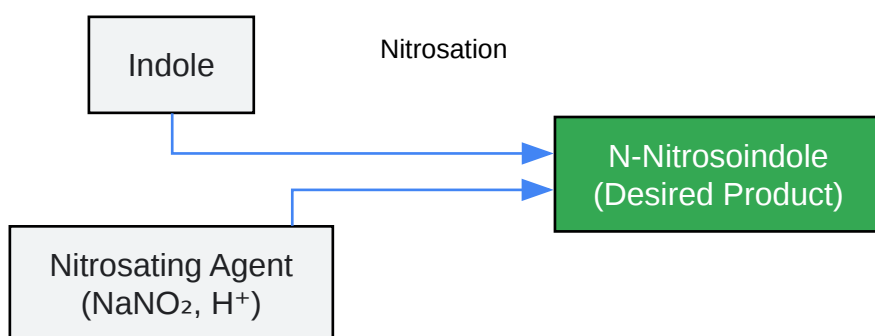 Indole
Nitrosation
N-Nitrosoindole
(Desired Product)
Nitrosating Agent
(NaNO₂, H⁺)